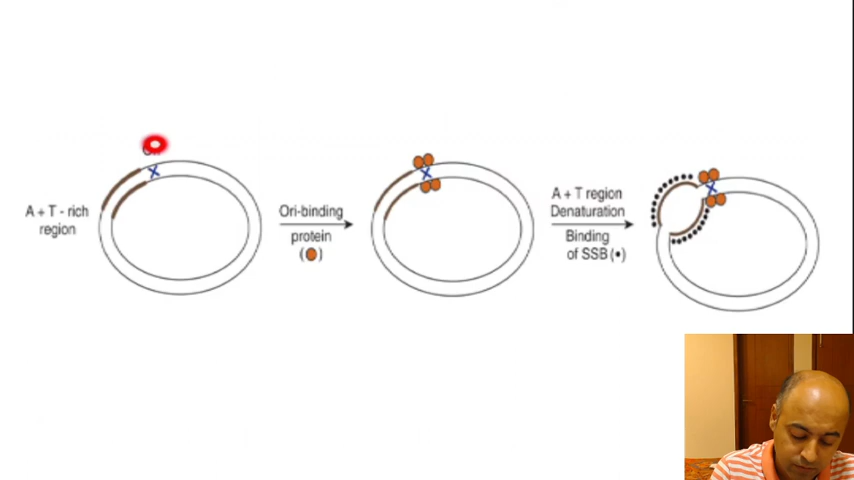 A + T - rich
region
X
Ori-binding
protein
( )
X
A + T region
Denaturation
Binding
of SSB (•)
X